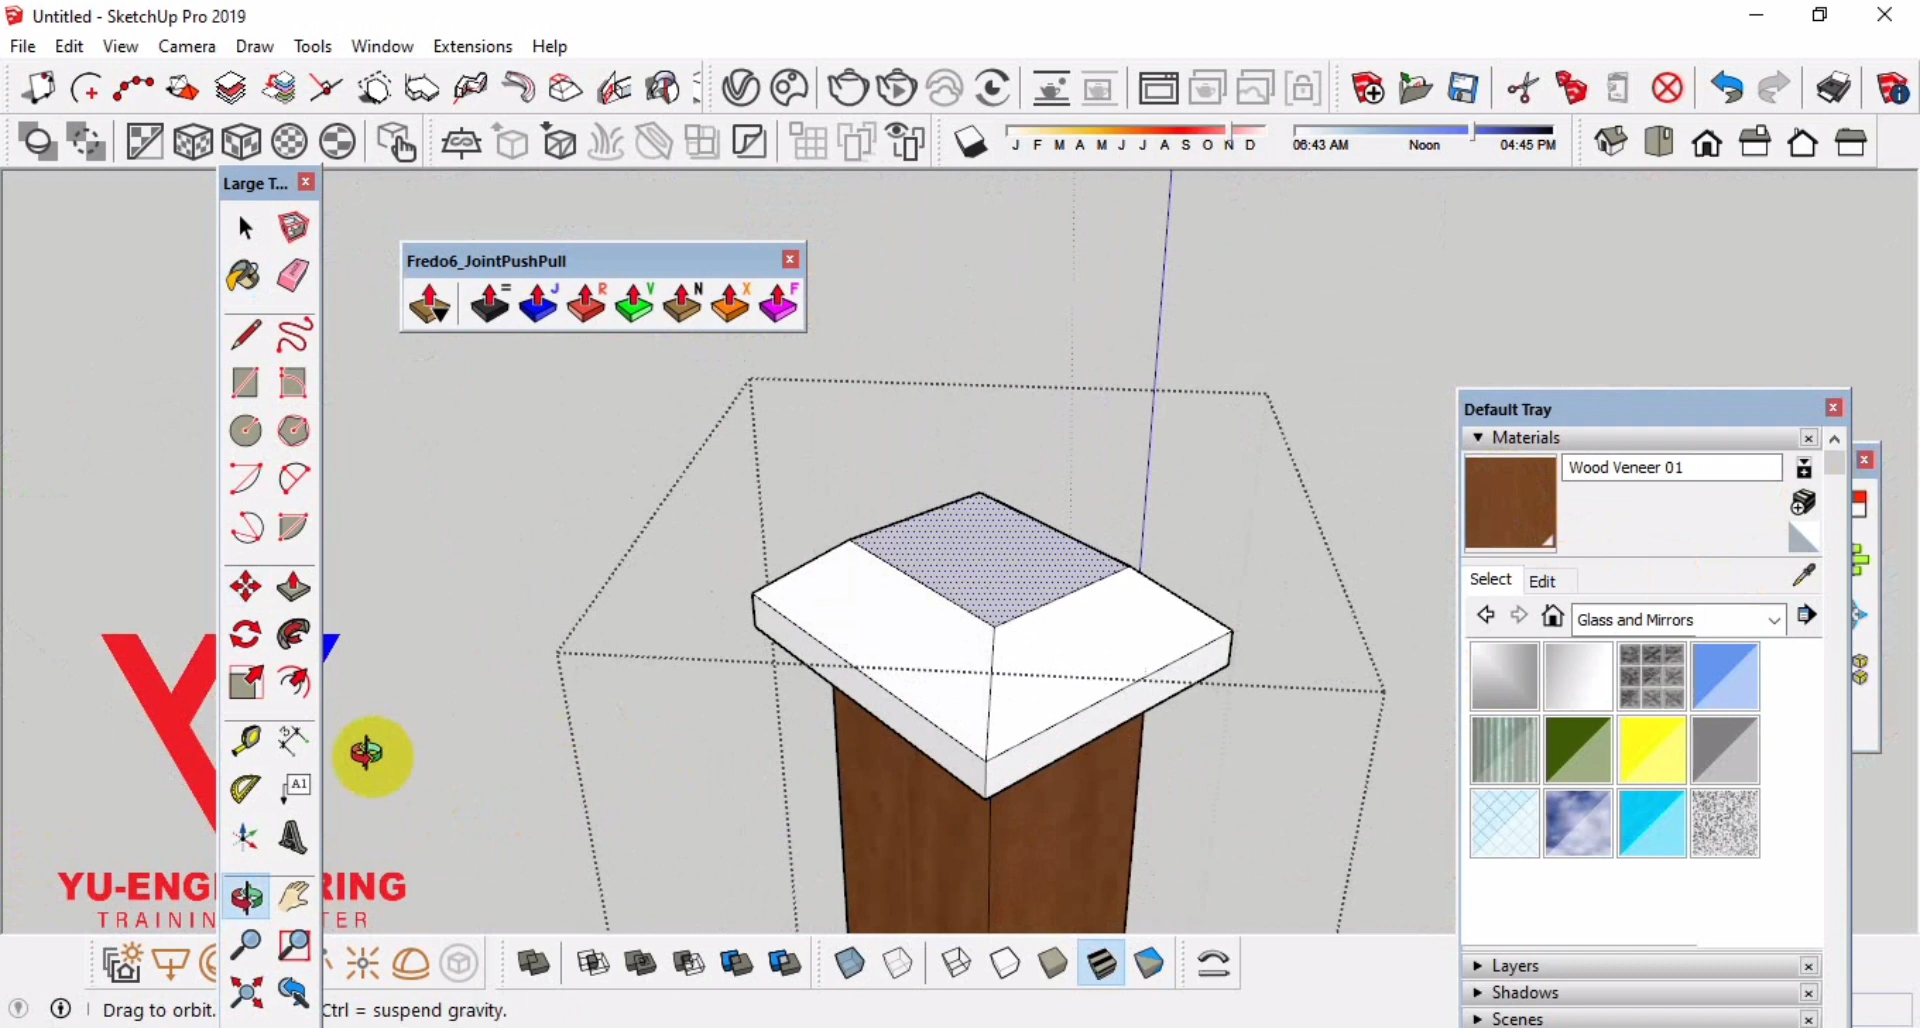 Untitled - SketchUp Pro 2019
File Edit View Camera Draw Tools Window Extensions Help
J F M A M J J A S O N D
06:43 AM Noon 04:45 PM
Large T...
Fredo6_JointPushPull
= J R V N X F
Default Tray
Materials
Wood Veneer 01
Select Edit
Glass and Mirrors
A1
YU-ENG RING
TRAININ TER
Layers
Shadows
Scenes
Drag to orbit. Ctrl = suspend gravity.